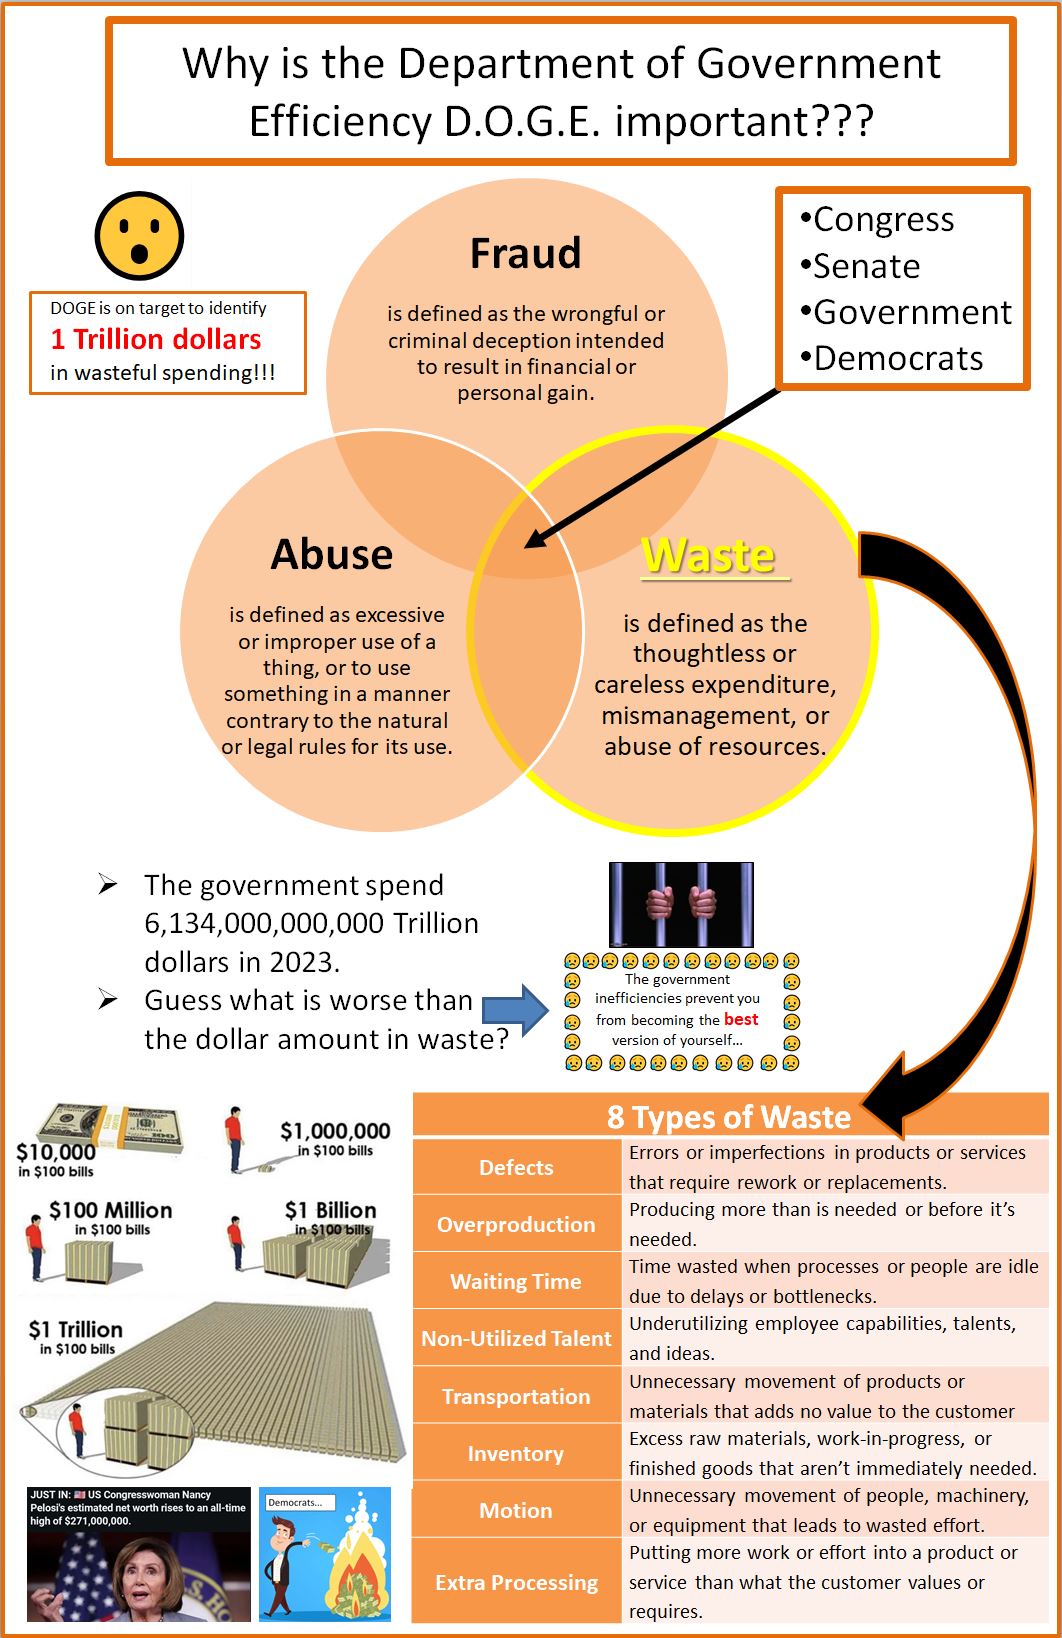 Why is the Department of Government
Efficiency D.O.G.E. important???
DOGE is on target to identify
1 Trillion dollars
in wasteful spending!!!
Fraud
is defined as the wrongful or
criminal deception intended
to result in financial or
personal gain.
•Congress
•Senate
•Government
•Democrats
Abuse
is defined as excessive
or improper use of a
thing, or to use
something in a manner
contrary to the natural
or legal rules for its use.
Waste
is defined as the
thoughtless or
careless expenditure,
mismanagement, or
abuse of resources.
➢ The government spend
6,134,000,000,000 Trillion
dollars in 2023.
➢ Guess what is worse than
the dollar amount in waste?
The government
inefficiencies prevent you
from becoming the best
version of yourself...
$10,000
in $100 bills
$1,000,000
in $100 bills
$100 Million
in $100 bills
$1 Billion
in $100 bills
$1 Trillion
in $100 bills
JUST IN: 🇺🇸 US Congresswoman Nancy
Pelosi's estimated net worth rises to an all-time
high of $271,000,000.
Democrats...
8 Types of Waste
Defects
Errors or imperfections in products or services
that require rework or replacements.
Overproduction
Producing more than is needed or before it's
needed.
Waiting Time
Time wasted when processes or people are idle
due to delays or bottlenecks.
Non-Utilized Talent
Underutilizing employee capabilities, talents,
and ideas.
Transportation
Unnecessary movement of products or
materials that adds no value to the customer
Inventory
Excess raw materials, work-in-progress, or
finished goods that aren't immediately needed.
Motion
Unnecessary movement of people, machinery,
or equipment that leads to wasted effort.
Extra Processing
Putting more work or effort into a product or
service than what the customer values or
requires.